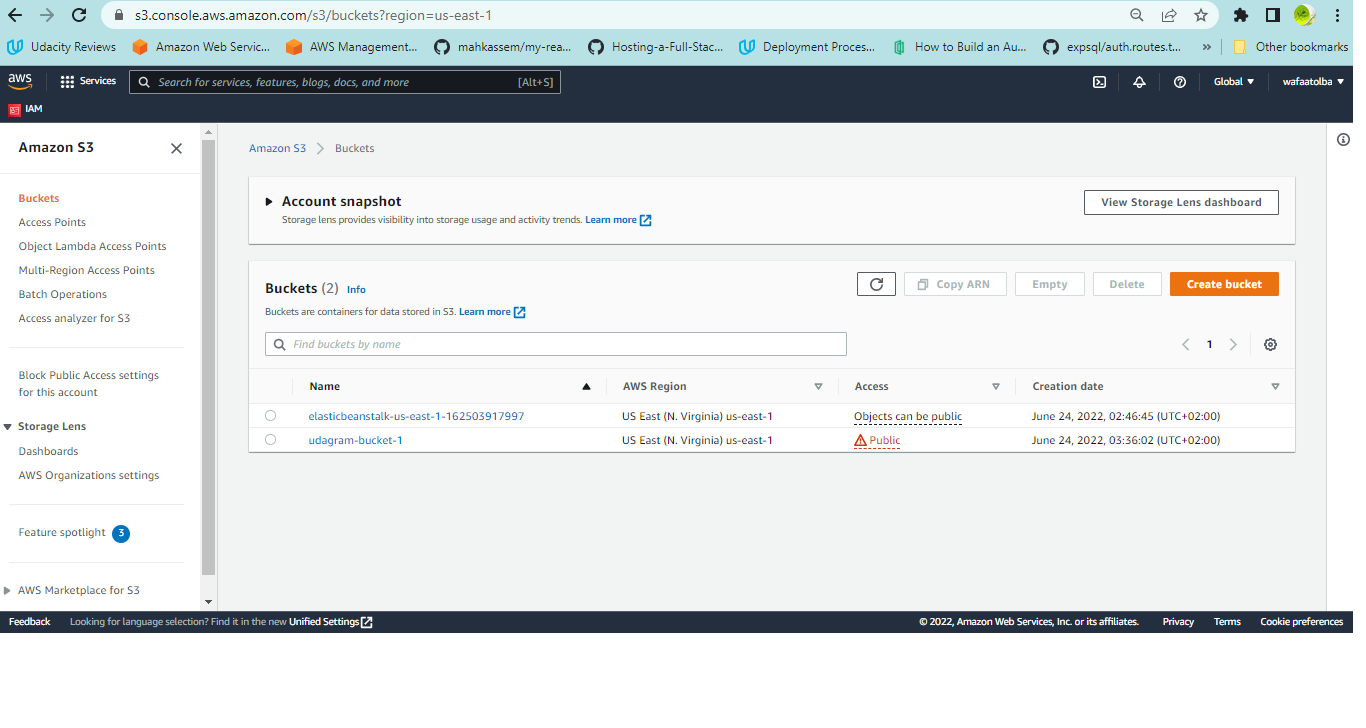 s3.console.aws.amazon.com/s3/buckets?region=us-east-1
Udacity Reviews
Amazon Web Servic...
AWS Management...
mahkassem/my-rea...
Hosting-a-Full-Stac...
Deployment Proces...
How to Build an Au...
expsql/auth.routes.t...
»
Other bookmarks
aws
Services
Search for services, features, blogs, docs, and more
[Alt+S]
Global
wafaatolba
IAM
Amazon S3
Buckets
Access Points
Object Lambda Access Points
Multi-Region Access Points
Batch Operations
Access analyzer for S3
Block Public Access settings
for this account
Storage Lens
Dashboards
AWS Organizations settings
Feature spotlight 3
AWS Marketplace for S3
Amazon S3 > Buckets
Account snapshot
Storage lens provides visibility into storage usage and activity trends. Learn more
View Storage Lens dashboard
Buckets (2) Info
Buckets are containers for data stored in S3. Learn more
Copy ARN
Empty
Delete
Create bucket
Find buckets by name
1
Name AWS Region Access Creation date
elasticbeanstalk-us-east-1-162503917997 US East (N. Virginia) us-east-1 Objects can be public June 24, 2022, 02:46:45 (UTC+02:00)
udagram-bucket-1 US East (N. Virginia) us-east-1 Public June 24, 2022, 03:36:02 (UTC+02:00)
Feedback Looking for language selection? Find it in the new Unified Settings © 2022, Amazon Web Services, Inc. or its affiliates. Privacy Terms Cookie preferences